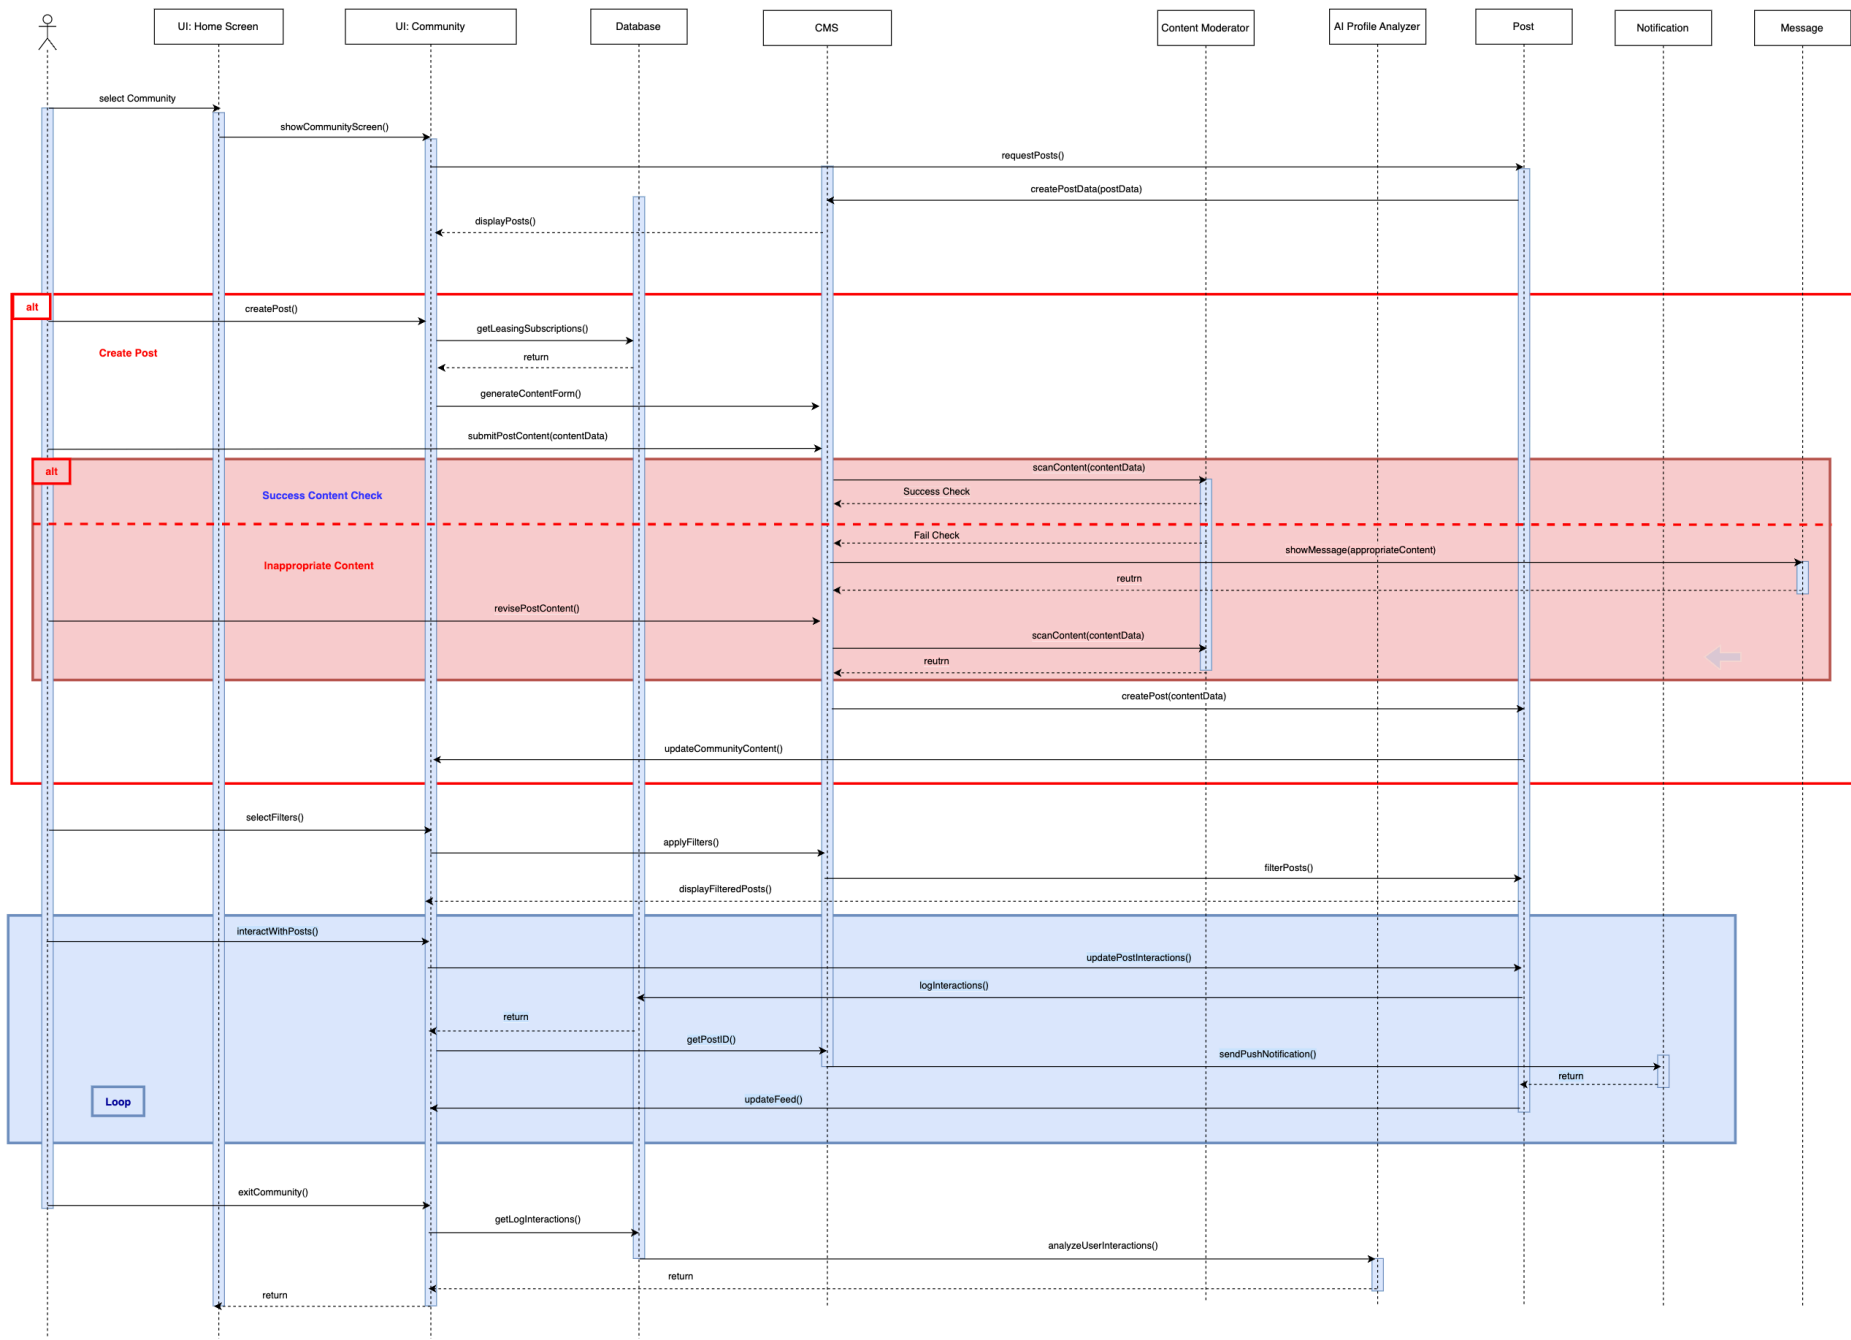 UI: Home Screen
UI: Community
Database
CMS
Content Moderator
AI Profile Analyzer
Post
Notification
Message
select Community
showCommunityScreen()
requestPosts()
createPostData(postData)
displayPosts()
alt
createPost()
getLeasingSubscriptions()
Create Post
return
generateContentForm()
submitPostContent(contentData)
alt
scanContent(contentData)
Success Content Check
Success Check
Fail Check
showMessage(appropriateContent)
Inappropriate Content
reutrn
revisePostContent()
scanContent(contentData)
reutrn
createPost(contentData)
updateCommunityContent()
selectFilters()
applyFilters()
filterPosts()
displayFilteredPosts()
interactWithPosts()
updatePostInteractions()
logInteractions()
return
getPostID()
sendPushNotification()
return
Loop
updateFeed()
exitCommunity()
getLogInteractions()
analyzeUserInteractions()
return
return